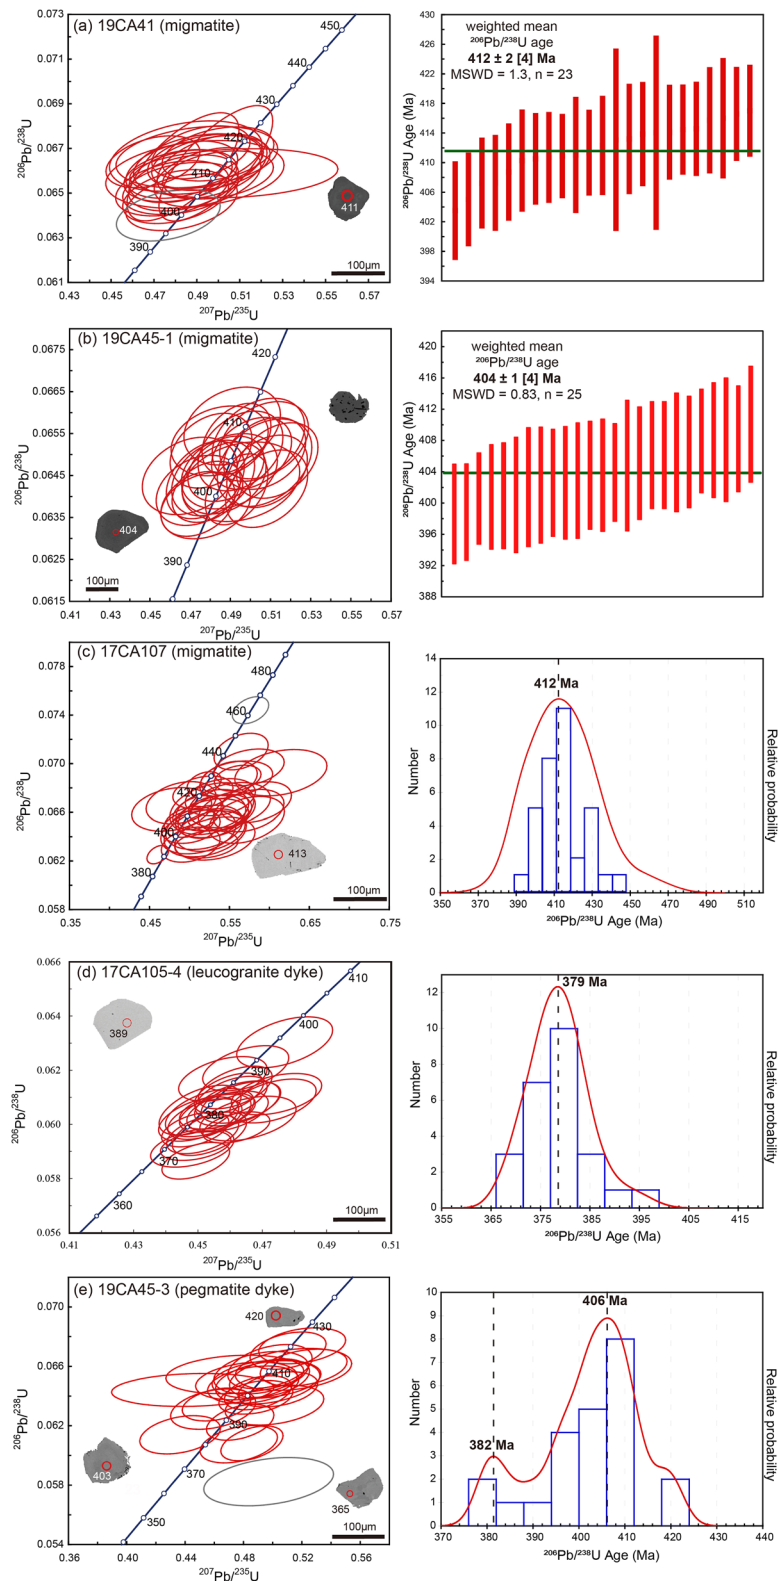 (a) 19CA41 (migmatite)
0.073
0.071
0.069
0.067
0.065
0.063
0.061
206Pb/238U
450
440
430
420
410
400
390
411
100μm
0.43 0.45 0.47 0.49 0.51 0.53 0.55 0.57
207Pb/235U
weighted mean
206Pb/238U age
412 ± 2 [4] Ma
MSWD = 1.3, n = 23
430
426
422
418
414
410
406
402
398
394
206Pb/238U Age (Ma)
(b) 19CA45-1 (migmatite)
0.0675
0.0665
0.0655
0.0645
0.0635
0.0625
0.0615
206Pb/238U
420
410
400
390
404
100μm
0.41 0.43 0.45 0.47 0.49 0.51 0.53 0.55 0.57
207Pb/235U
weighted mean
206Pb/238U age
404 ± 1 [4] Ma
MSWD = 0.83, n = 25
420
416
412
408
404
400
396
392
388
206Pb/238U Age (Ma)
(c) 17CA107 (migmatite)
0.078
0.074
0.070
0.066
0.062
0.058
206Pb/238U
480
460
440
420
400
380
413
100μm
0.35 0.45 0.55 0.65 0.75
207Pb/235U
412 Ma
14
12
10
8
6
4
2
0
Number
Relative probability
350 370 390 410 430 450 470 490 510
206Pb/238U Age (Ma)
(d) 17CA105-4 (leucogranite dyke)
0.066
0.064
0.062
0.060
0.058
0.056
206Pb/238U
410
400
390
380
370
360
389
100μm
0.41 0.43 0.45 0.47 0.49 0.51
207Pb/235U
379 Ma
12
10
8
6
4
2
0
Number
Relative probability
355 365 375 385 395 405 415
206Pb/238U Age (Ma)
(e) 19CA45-3 (pegmatite dyke)
0.070
0.066
0.062
0.058
0.054
206Pb/238U
430
410
390
370
350
420
403
365
100μm
0.36 0.40 0.44 0.48 0.52 0.56
207Pb/235U
406 Ma
382 Ma
10
9
8
7
6
5
4
3
2
1
0
Number
Relative probability
370 380 390 400 410 420 430 440
206Pb/238U Age (Ma)